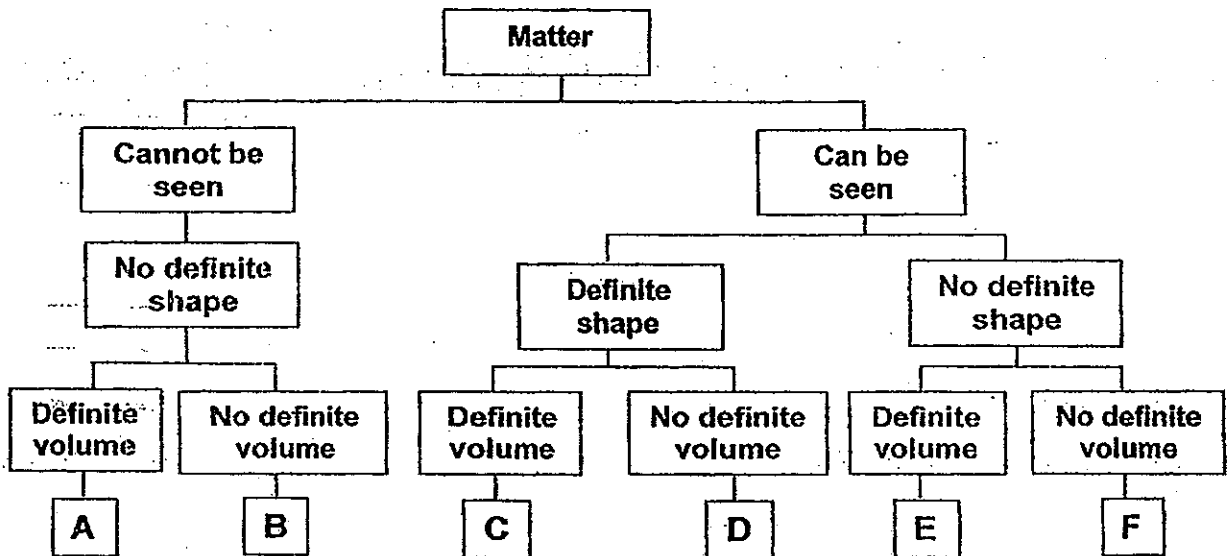 Matter
Cannot be
seen
Can be
seen
No definite
shape
Definite
shape
No definite
shape
Definite
volume
No definite
volume
Definite
volume
No definite
volume
Definite
volume
No definite
volume
A
B
C
D
E
F